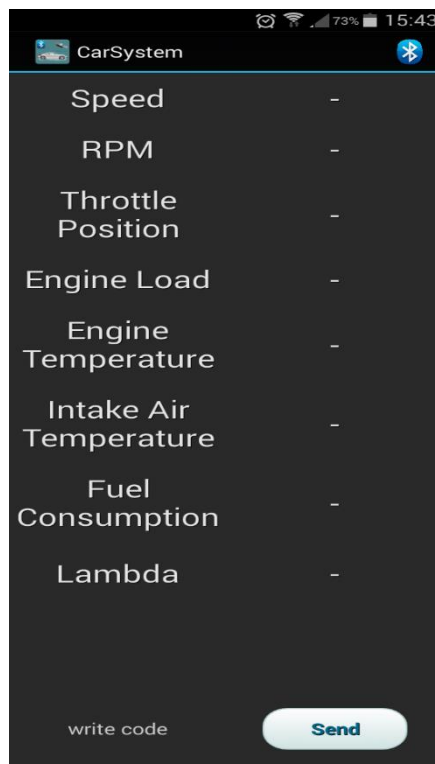 73% 15:43
CarSystem
Speed -
RPM -
Throttle
Position -
Engine Load -
Engine
Temperature -
Intake Air
Temperature -
Fuel
Consumption -
Lambda -
write code Send